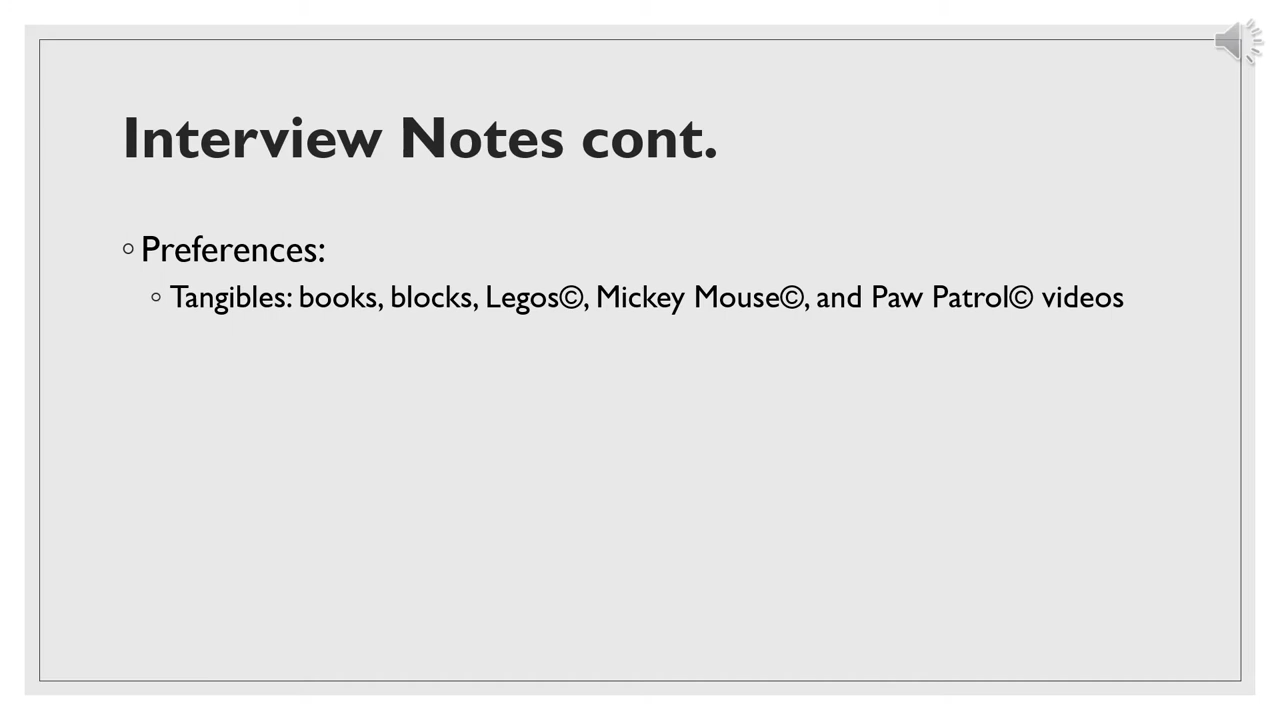 Interview Notes cont.
◦ Preferences:
◦ Tangibles: books, blocks, Legos©, Mickey Mouse©, and Paw Patrol© videos